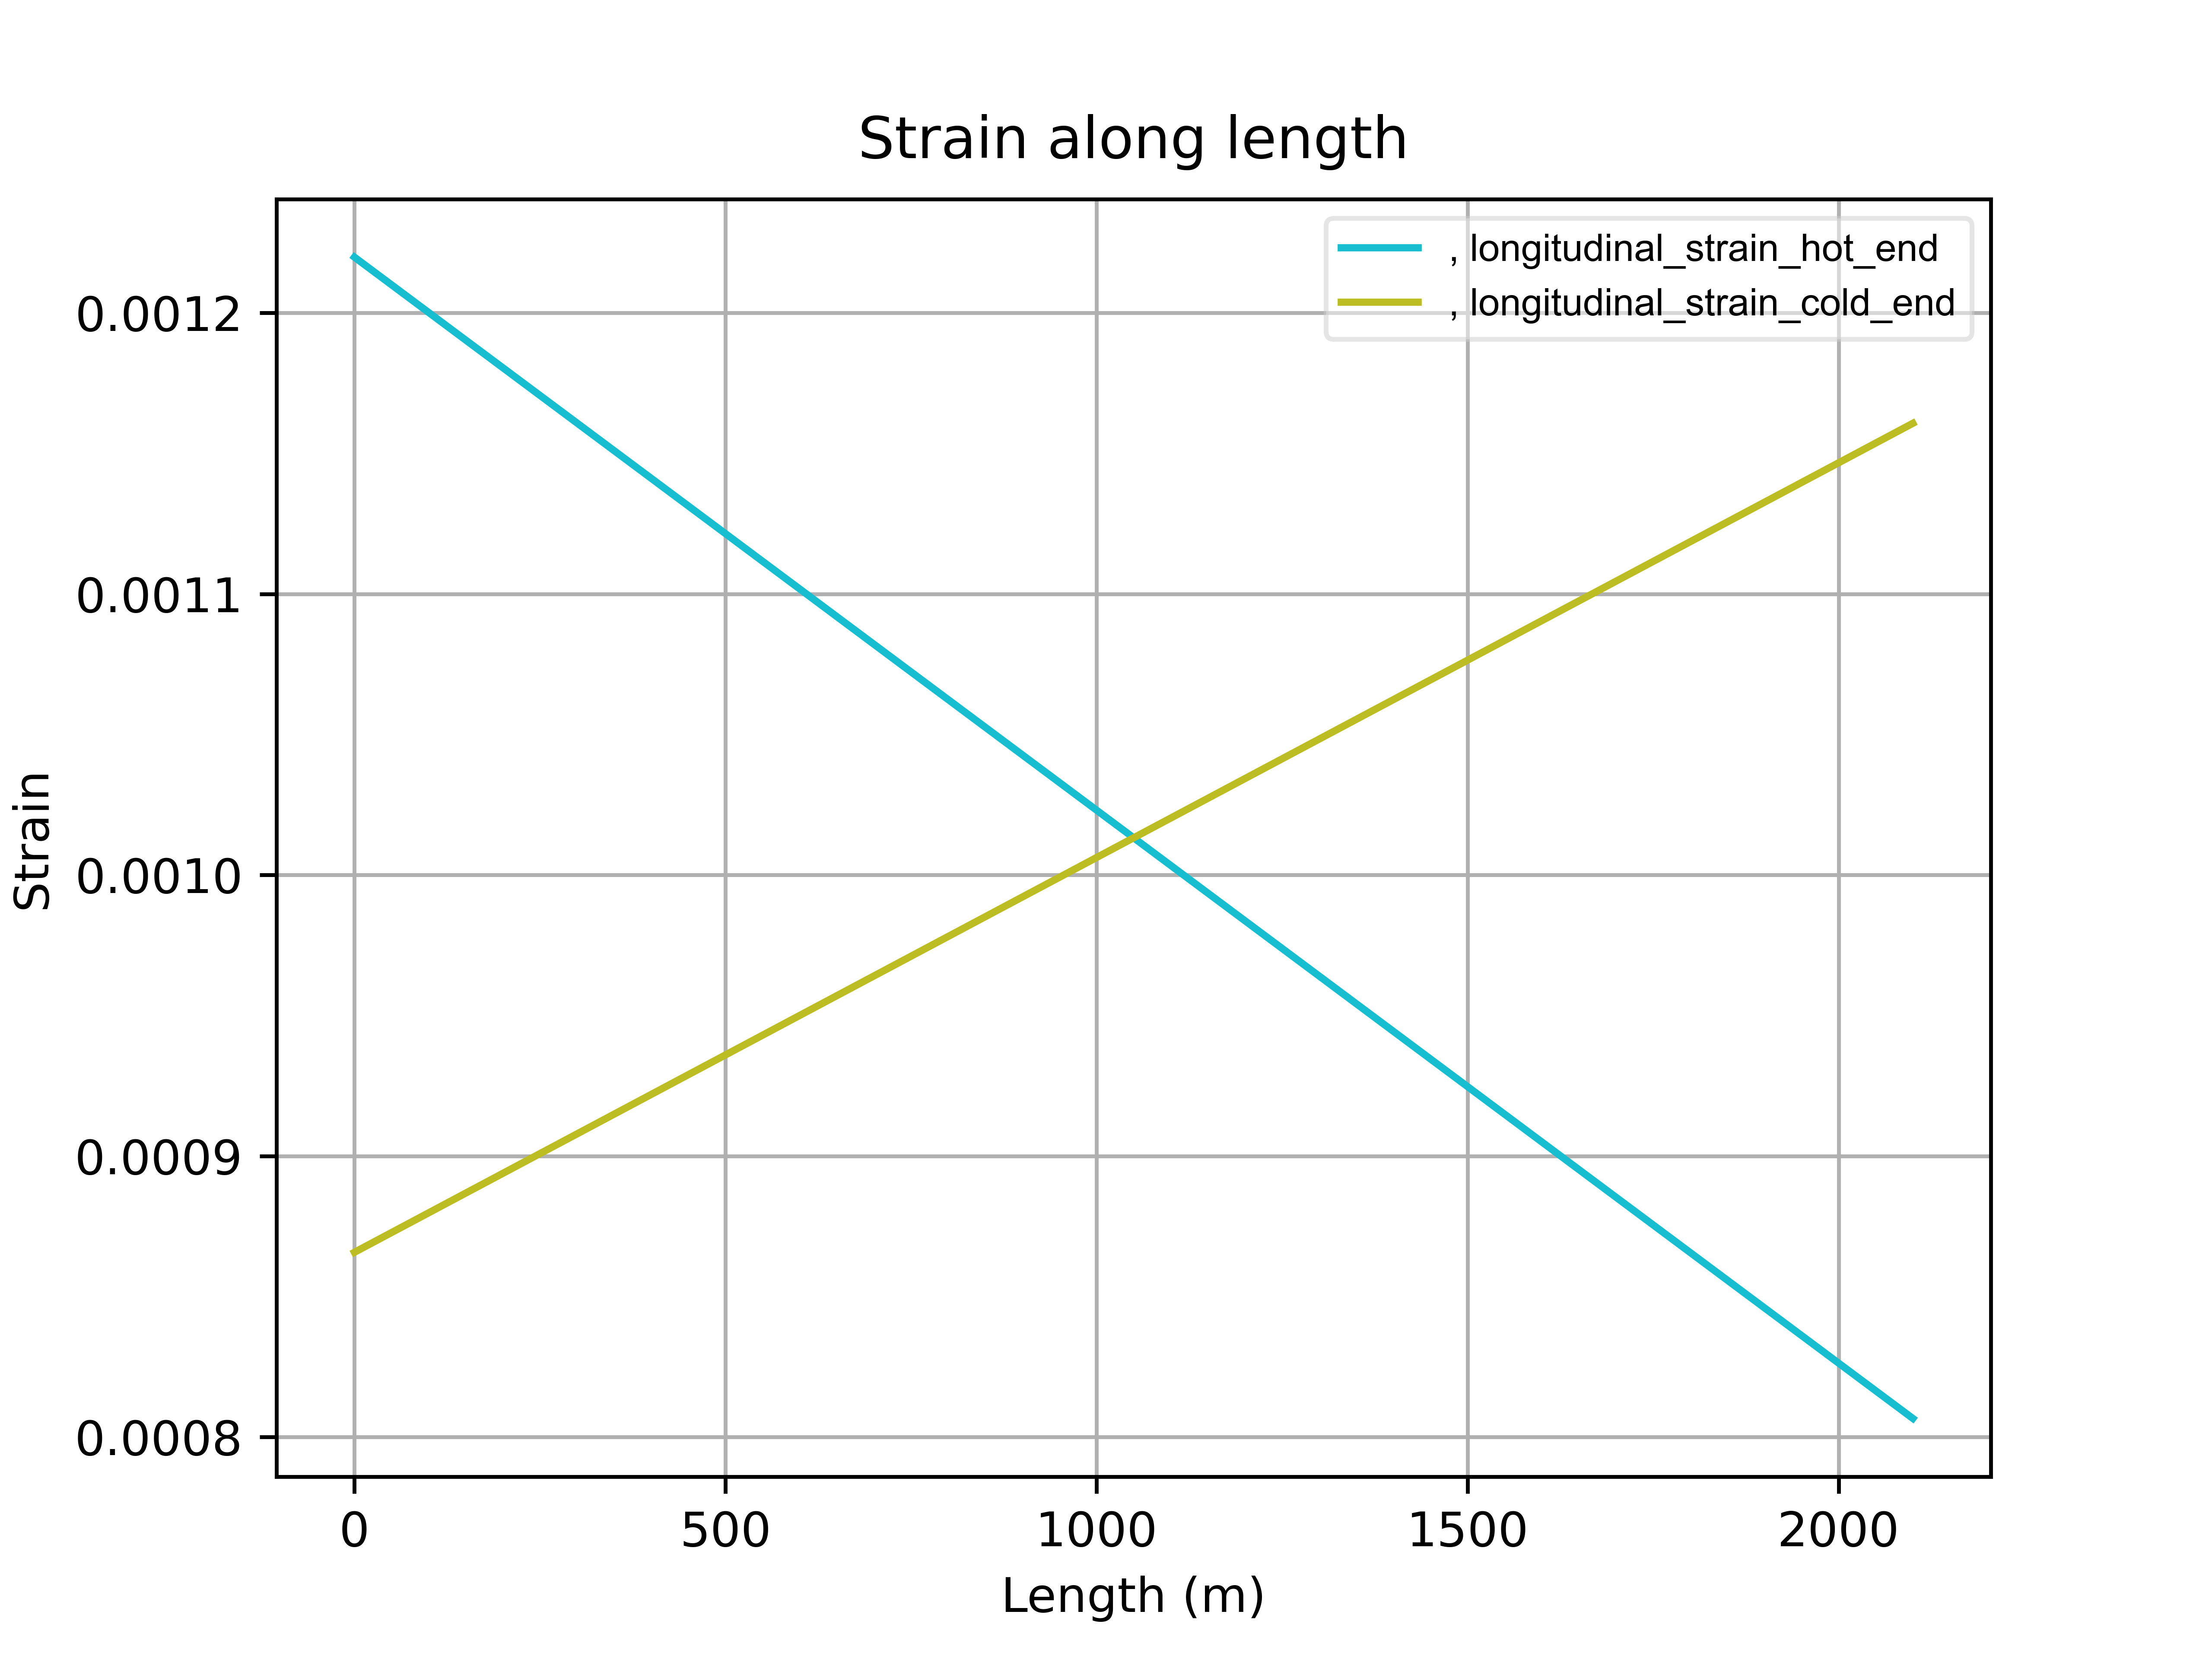 Strain along length
, longitudinal_strain_hot_end
, longitudinal_strain_cold_end
0.0012
0.0011
0.0010
0.0009
0.0008
Strain
0 500 1000 1500 2000
Length (m)